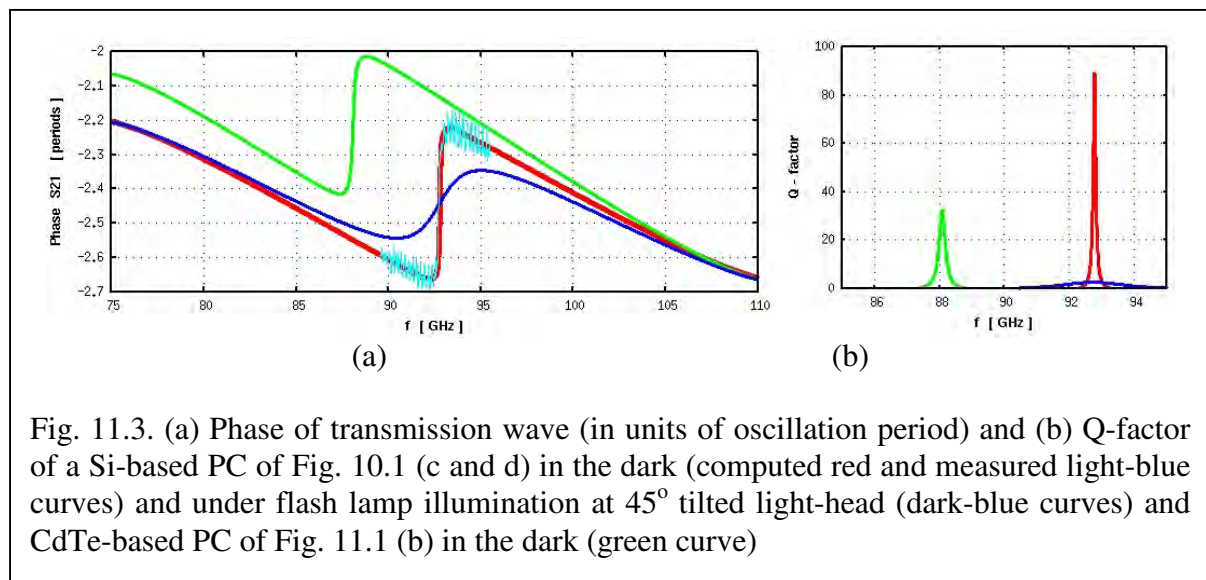 -2
-2.1
-2.2
-2.3
-2.4
-2.5
-2.6
-2.7
Phase S21 [periods]
75 80 85 90 95 100 105 110
f [ GHz ]
(a)
100
80
60
40
20
0
Q - factor
86 88 90 92 94
f [ GHz ]
(b)
Fig. 11.3. (a) Phase of transmission wave (in units of oscillation period) and (b) Q-factor
of a Si-based PC of Fig. 10.1 (c and d) in the dark (computed red and measured light-blue
curves) and under flash lamp illumination at 45º tilted light-head (dark-blue curves) and
CdTe-based PC of Fig. 11.1 (b) in the dark (green curve)